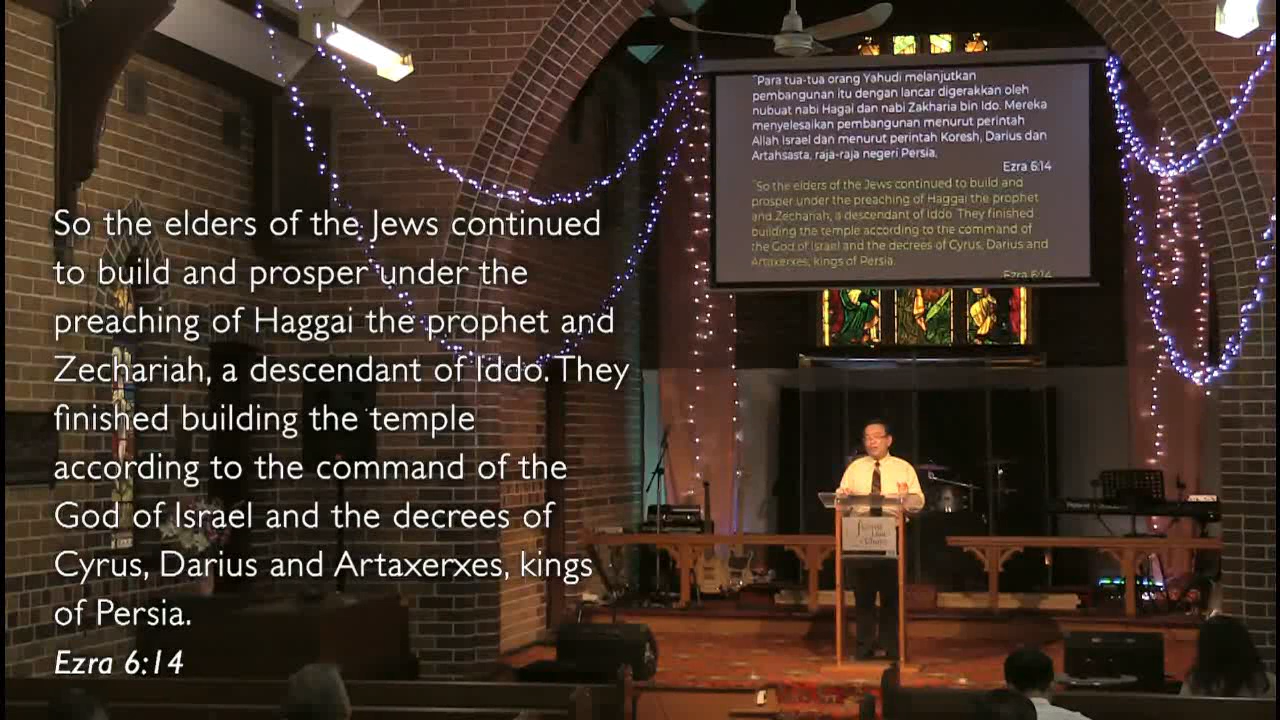 So the elders of the Jews continued
to build and prosper under the
preaching of Haggai the prophet and
Zechariah, a descendant of Iddo. They
finished building the temple
according to the command of the
God of Israel and the decrees of
Cyrus, Darius and Artaxerxes, kings
of Persia.
Ezra 6:14
"Para tua-tua orang Yahudi melanjutkan
pembangunan itu dengan lancar digerakkan oleh
nubuat nabi Hagai dan nabi Zakharia bin Ido. Mereka
menyelesaikan pembangunan menurut perintah
Allah Israel dan menurut perintah Koresh, Darius dan
Artahsasta, raja-raja negeri Persia.
Ezra 6:14
"So the elders of the Jews continued to build and
prosper under the preaching of Haggai the prophet
and Zechariah, a descendant of Iddo. They finished
building the temple according to the command of
the God of Israel and the decrees of Cyrus, Darius and
Artaxerxes, kings of Persia.
Ezra 6:14